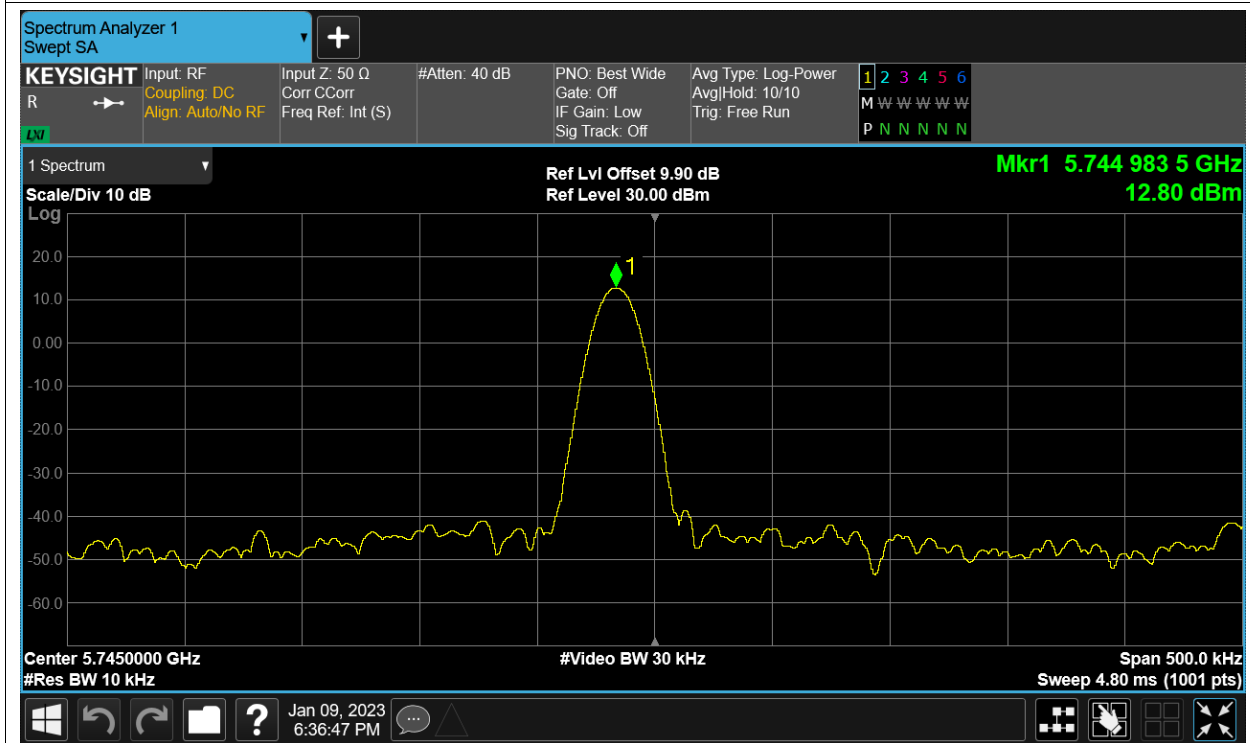 Spectrum Analyzer 1
Swept SA
KEYSIGHT
R
LXI
Input: RF
Coupling: DC
Align: Auto/No RF
Input Z: 50 Ω
Corr CCorr
Freq Ref: Int (S)
#Atten: 40 dB
PNO: Best Wide
Gate: Off
IF Gain: Low
Sig Track: Off
Avg Type: Log-Power
Avg|Hold: 10/10
Trig: Free Run
1 2 3 4 5 6
M W W W W W
P N N N N N
1 Spectrum
Scale/Div 10 dB
Log
Ref Lvl Offset 9.90 dB
Ref Level 30.00 dBm
Mkr1 5.744 983 5 GHz
12.80 dBm
1
20.0
10.0
0.00
-10.0
-20.0
-30.0
-40.0
-50.0
-60.0
Center 5.7450000 GHz
#Res BW 10 kHz
#Video BW 30 kHz
Span 500.0 kHz
Sweep 4.80 ms (1001 pts)
?
Jan 09, 2023
6:36:47 PM